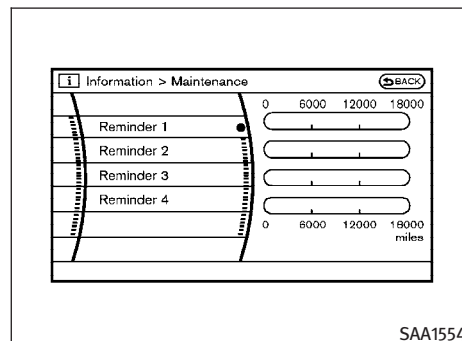 i Information > Maintenance BACK
0 6000 12000 18000
Reminder 1
Reminder 2
Reminder 3
Reminder 4
0 6000 12000 18000
miles
SAA1554